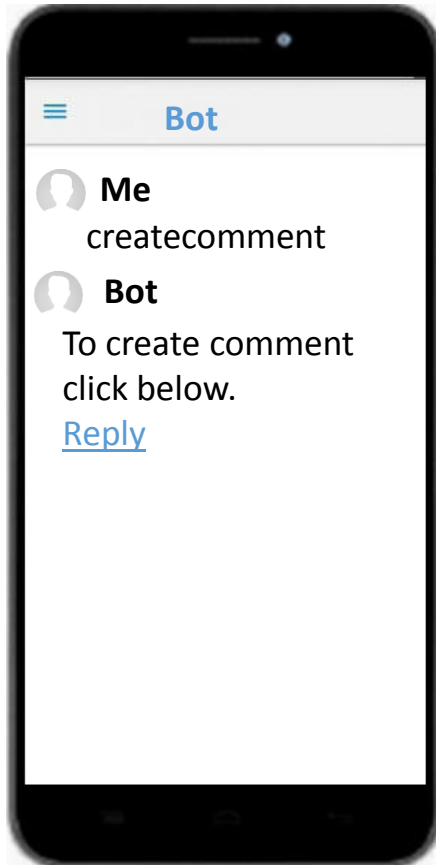 Bot
Me
createcomment
Bot
To create comment
click below.
Reply